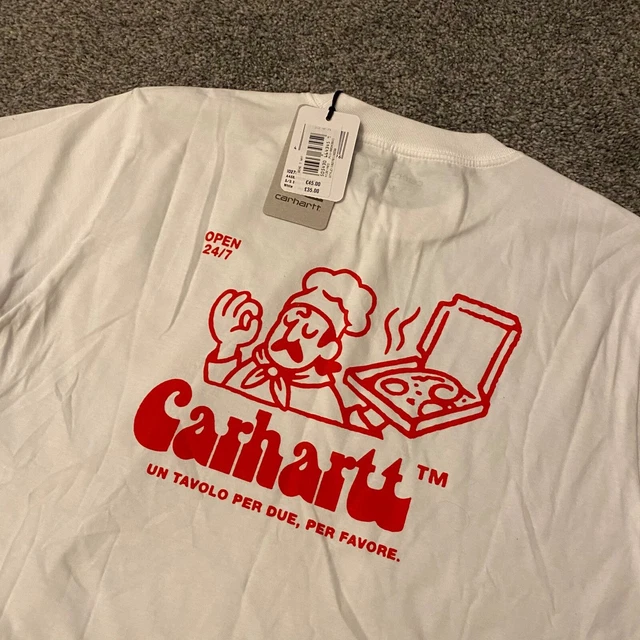 £45.00
£35.00
carhartt
OPEN
24/7
Carhartt™
UN TAVOLO PER DUE, PER FAVORE.